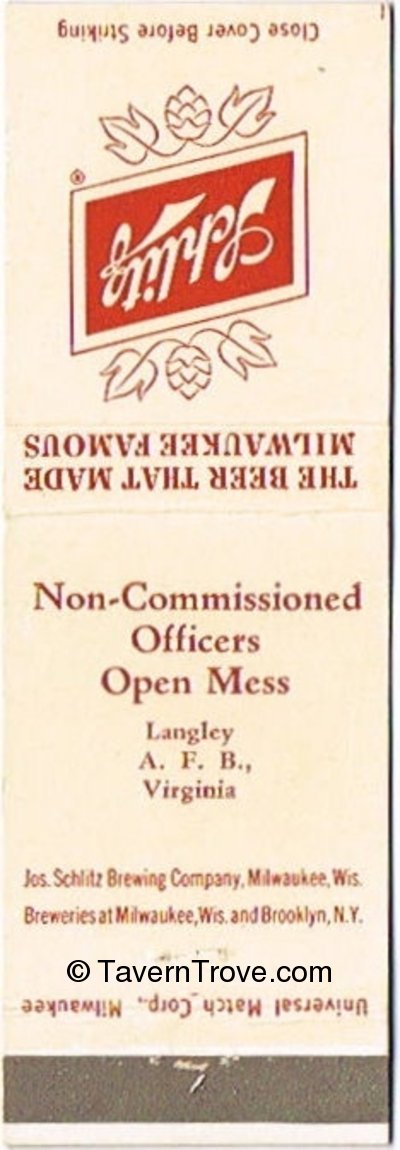 Close Cover Before Striking
Schlitz
®
THE BEER THAT MADE
MILWAUKEE FAMOUS
Non-Commissioned
Officers
Open Mess
Langley
A. F. B.,
Virginia
Jos. Schlitz Brewing Company, Milwaukee, Wis.
Breweries at Milwaukee, Wis. and Brooklyn, N.Y.
© TavernTrove.com
Universal Match Corp., Milwaukee